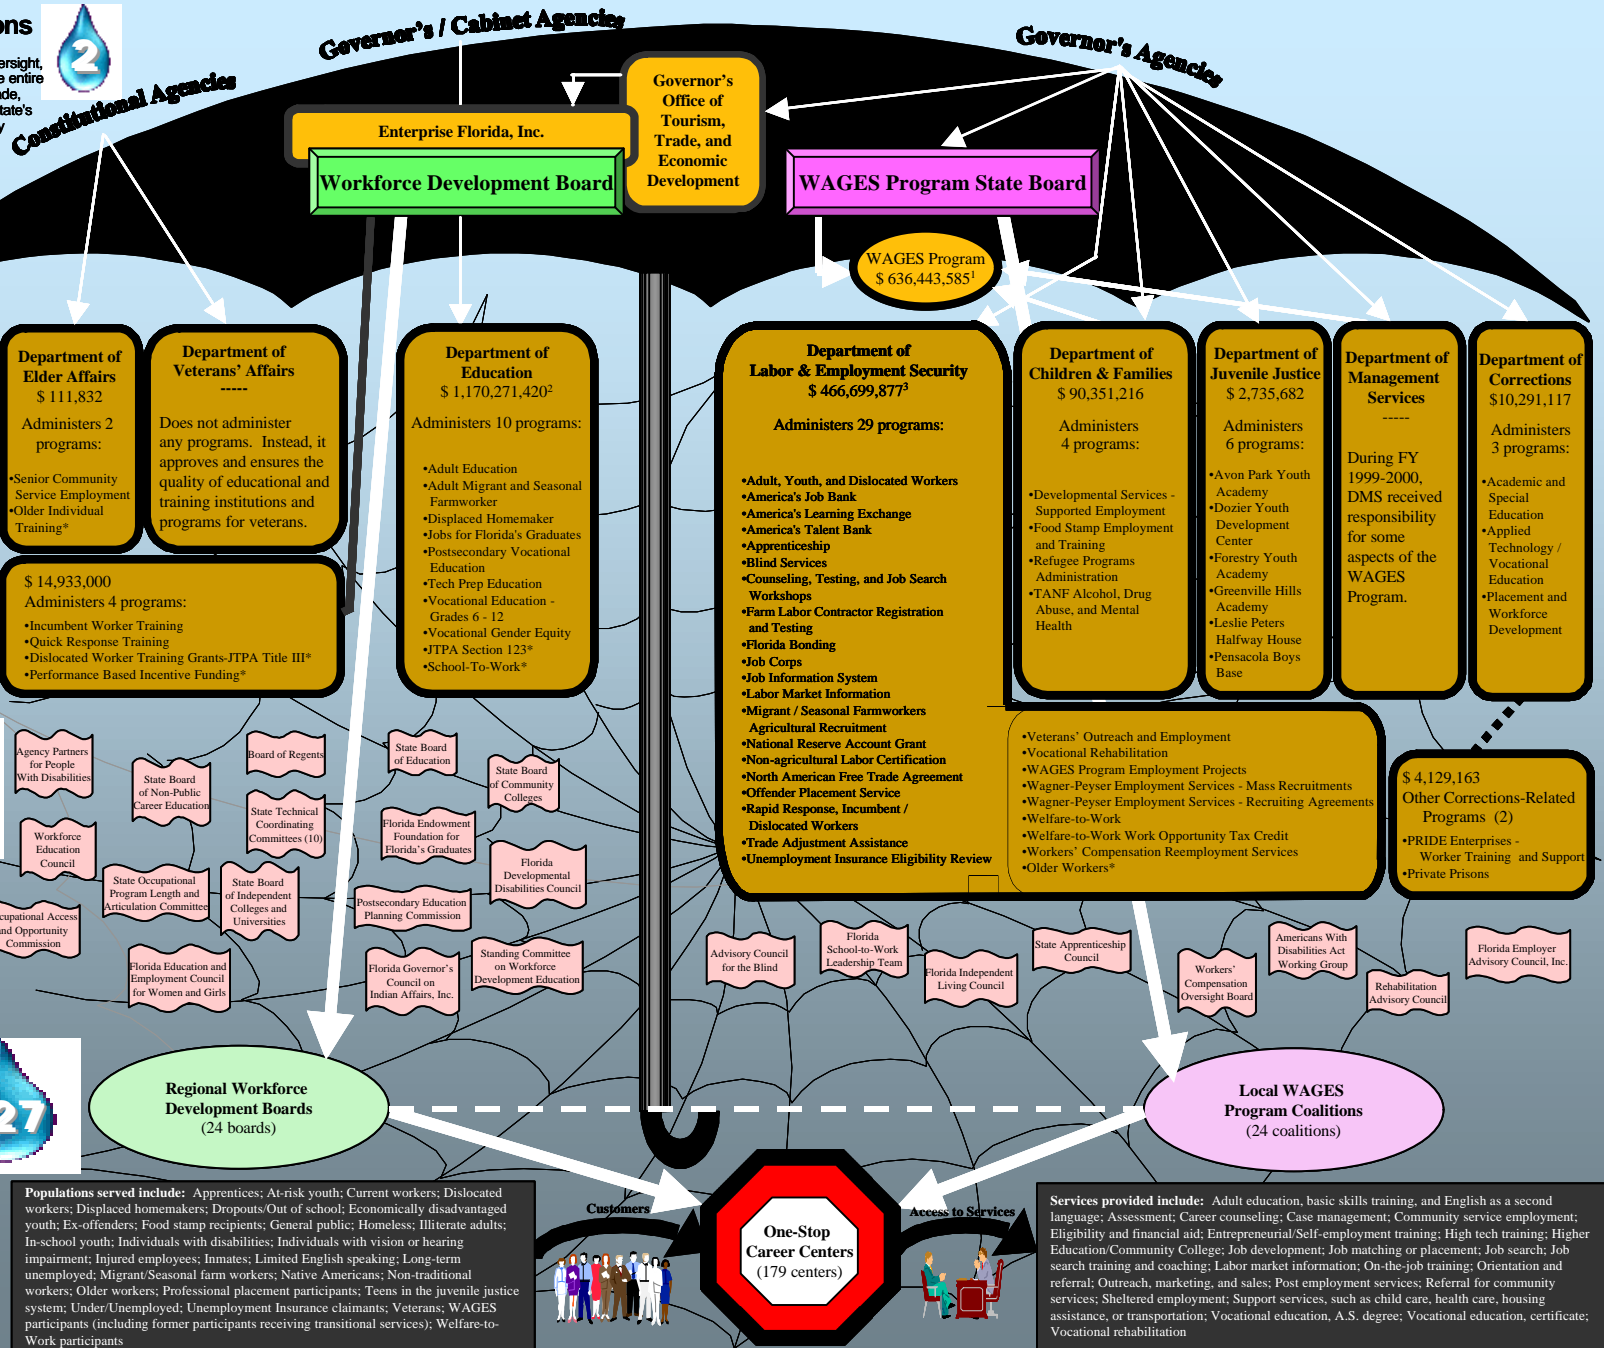 ons
2
ersight,
e entire
ade,
tate's
y
Constitutional Agencies
Governor's / Cabinet Agencies
Governor's Agencies
Governor's
Office of
Tourism,
Trade, and
Economic
Development
Enterprise Florida, Inc.
Workforce Development Board
WAGES Program State Board
WAGES Program
$ 636,443,585¹
Department of
Elder Affairs
$ 111,832
Administers 2
programs:
•Senior Community
Service Employment
•Older Individual
Training*
Department of
Veterans' Affairs
-----
Does not administer
any programs. Instead, it
approves and ensures the
quality of educational and
training institutions and
programs for veterans.
$ 14,933,000
Administers 4 programs:
•Incumbent Worker Training
•Quick Response Training
•Dislocated Worker Training Grants-JTPA Title III*
•Performance Based Incentive Funding*
Department of
Education
$ 1,170,271,420²
Administers 10 programs:
•Adult Education
•Adult Migrant and Seasonal
Farmworker
•Displaced Homemaker
•Jobs for Florida's Graduates
•Postsecondary Vocational
Education
•Tech Prep Education
•Vocational Education -
Grades 6 - 12
•Vocational Gender Equity
•JTPA Section 123*
•School-To-Work*
Department of
Labor & Employment Security
$ 466,699,877³
Administers 29 programs:
•Adult, Youth, and Dislocated Workers
•America's Job Bank
•America's Learning Exchange
•America's Talent Bank
•Apprenticeship
•Blind Services
•Counseling, Testing, and Job Search
Workshops
•Farm Labor Contractor Registration
and Testing
•Florida Bonding
•Job Corps
•Job Information System
•Labor Market Information
•Migrant / Seasonal Farmworkers
Agricultural Recruitment
•National Reserve Account Grant
•Non-agricultural Labor Certification
•North American Free Trade Agreement
•Offender Placement Service
•Rapid Response, Incumbent /
Dislocated Workers
•Trade Adjustment Assistance
•Unemployment Insurance Eligibility Review
•Veterans' Outreach and Employment
•Vocational Rehabilitation
•WAGES Program Employment Projects
•Wagner-Peyser Employment Services - Mass Recruitments
•Wagner-Peyser Employment Services - Recruiting Agreements
•Welfare-to-Work
•Welfare-to-Work Work Opportunity Tax Credit
•Workers' Compensation Reemployment Services
•Older Workers*
Department of
Children & Families
$ 90,351,216
Administers
4 programs:
•Developmental Services -
Supported Employment
•Food Stamp Employment
and Training
•Refugee Programs
Administration
•TANF Alcohol, Drug
Abuse, and Mental
Health
Department of
Juvenile Justice
$ 2,735,682
Administers
6 programs:
•Avon Park Youth
Academy
•Dozier Youth
Development
Center
•Forestry Youth
Academy
•Greenville Hills
Academy
•Leslie Peters
Halfway House
•Pensacola Boys
Base
Department of
Management
Services
-----
During FY
1999-2000,
DMS received
responsibility
for some
aspects of the
WAGES
Program.
Department of
Corrections
$10,291,117
Administers
3 programs:
•Academic and
Special
Education
•Applied
Technology /
Vocational
Education
•Placement and
Workforce
Development
$ 4,129,163
Other Corrections-Related
Programs (2)
•PRIDE Enterprises -
Worker Training and Support
•Private Prisons
Agency Partners
for People
With Disabilities
State Board
of Non-Public
Career Education
Board of Regents
State Board
of Education
State Board
of Community
Colleges
State Technical
Coordinating
Committees (10)
Florida Endowment
Foundation for
Florida's Graduates
Workforce
Education
Council
Florida
Developmental
Disabilities Council
State Occupational
Program Length and
Articulation Committee
State Board
of Independent
Colleges and
Universities
Postsecondary Education
Planning Commission
cupational Access
and Opportunity
Commission
Florida Education and
Employment Council
for Women and Girls
Florida Governor's
Council on
Indian Affairs, Inc.
Standing Committee
on Workforce
Development Education
Advisory Council
for the Blind
Florida
School-to-Work
Leadership Team
Florida Independent
Living Council
State Apprenticeship
Council
Workers'
Compensation
Oversight Board
Americans With
Disabilities Act
Working Group
Rehabilitation
Advisory Council
Florida Employer
Advisory Council, Inc.
27
Regional Workforce
Development Boards
(24 boards)
Local WAGES
Program Coalitions
(24 coalitions)
Customers
One-Stop
Career Centers
(179 centers)
Access to Services
Populations served include: Apprentices; At-risk youth; Current workers; Dislocated
workers; Displaced homemakers; Dropouts/Out of school; Economically disadvantaged
youth; Ex-offenders; Food stamp recipients; General public; Homeless; Illiterate adults;
In-school youth; Individuals with disabilities; Individuals with vision or hearing
impairment; Injured employees; Inmates; Limited English speaking; Long-term
unemployed; Migrant/Seasonal farm workers; Native Americans; Non-traditional
workers; Older workers; Professional placement participants; Teens in the juvenile justice
system; Under/Unemployed; Unemployment Insurance claimants; Veterans; WAGES
participants (including former participants receiving transitional services); Welfare-to-
Work participants
Services provided include: Adult education, basic skills training, and English as a second
language; Assessment; Career counseling; Case management; Community service employment;
Eligibility and financial aid; Entrepreneurial/Self-employment training; High tech training; Higher
Education/Community College; Job development; Job matching or placement; Job search; Job
search training and coaching; Labor market information; On-the-job training; Orientation and
referral; Outreach, marketing, and sales; Post employment services; Referral for community
services; Sheltered employment; Support services, such as child care, health care, housing
assistance, or transportation; Vocational education, A.S. degree; Vocational education, certificate;
Vocational rehabilitation